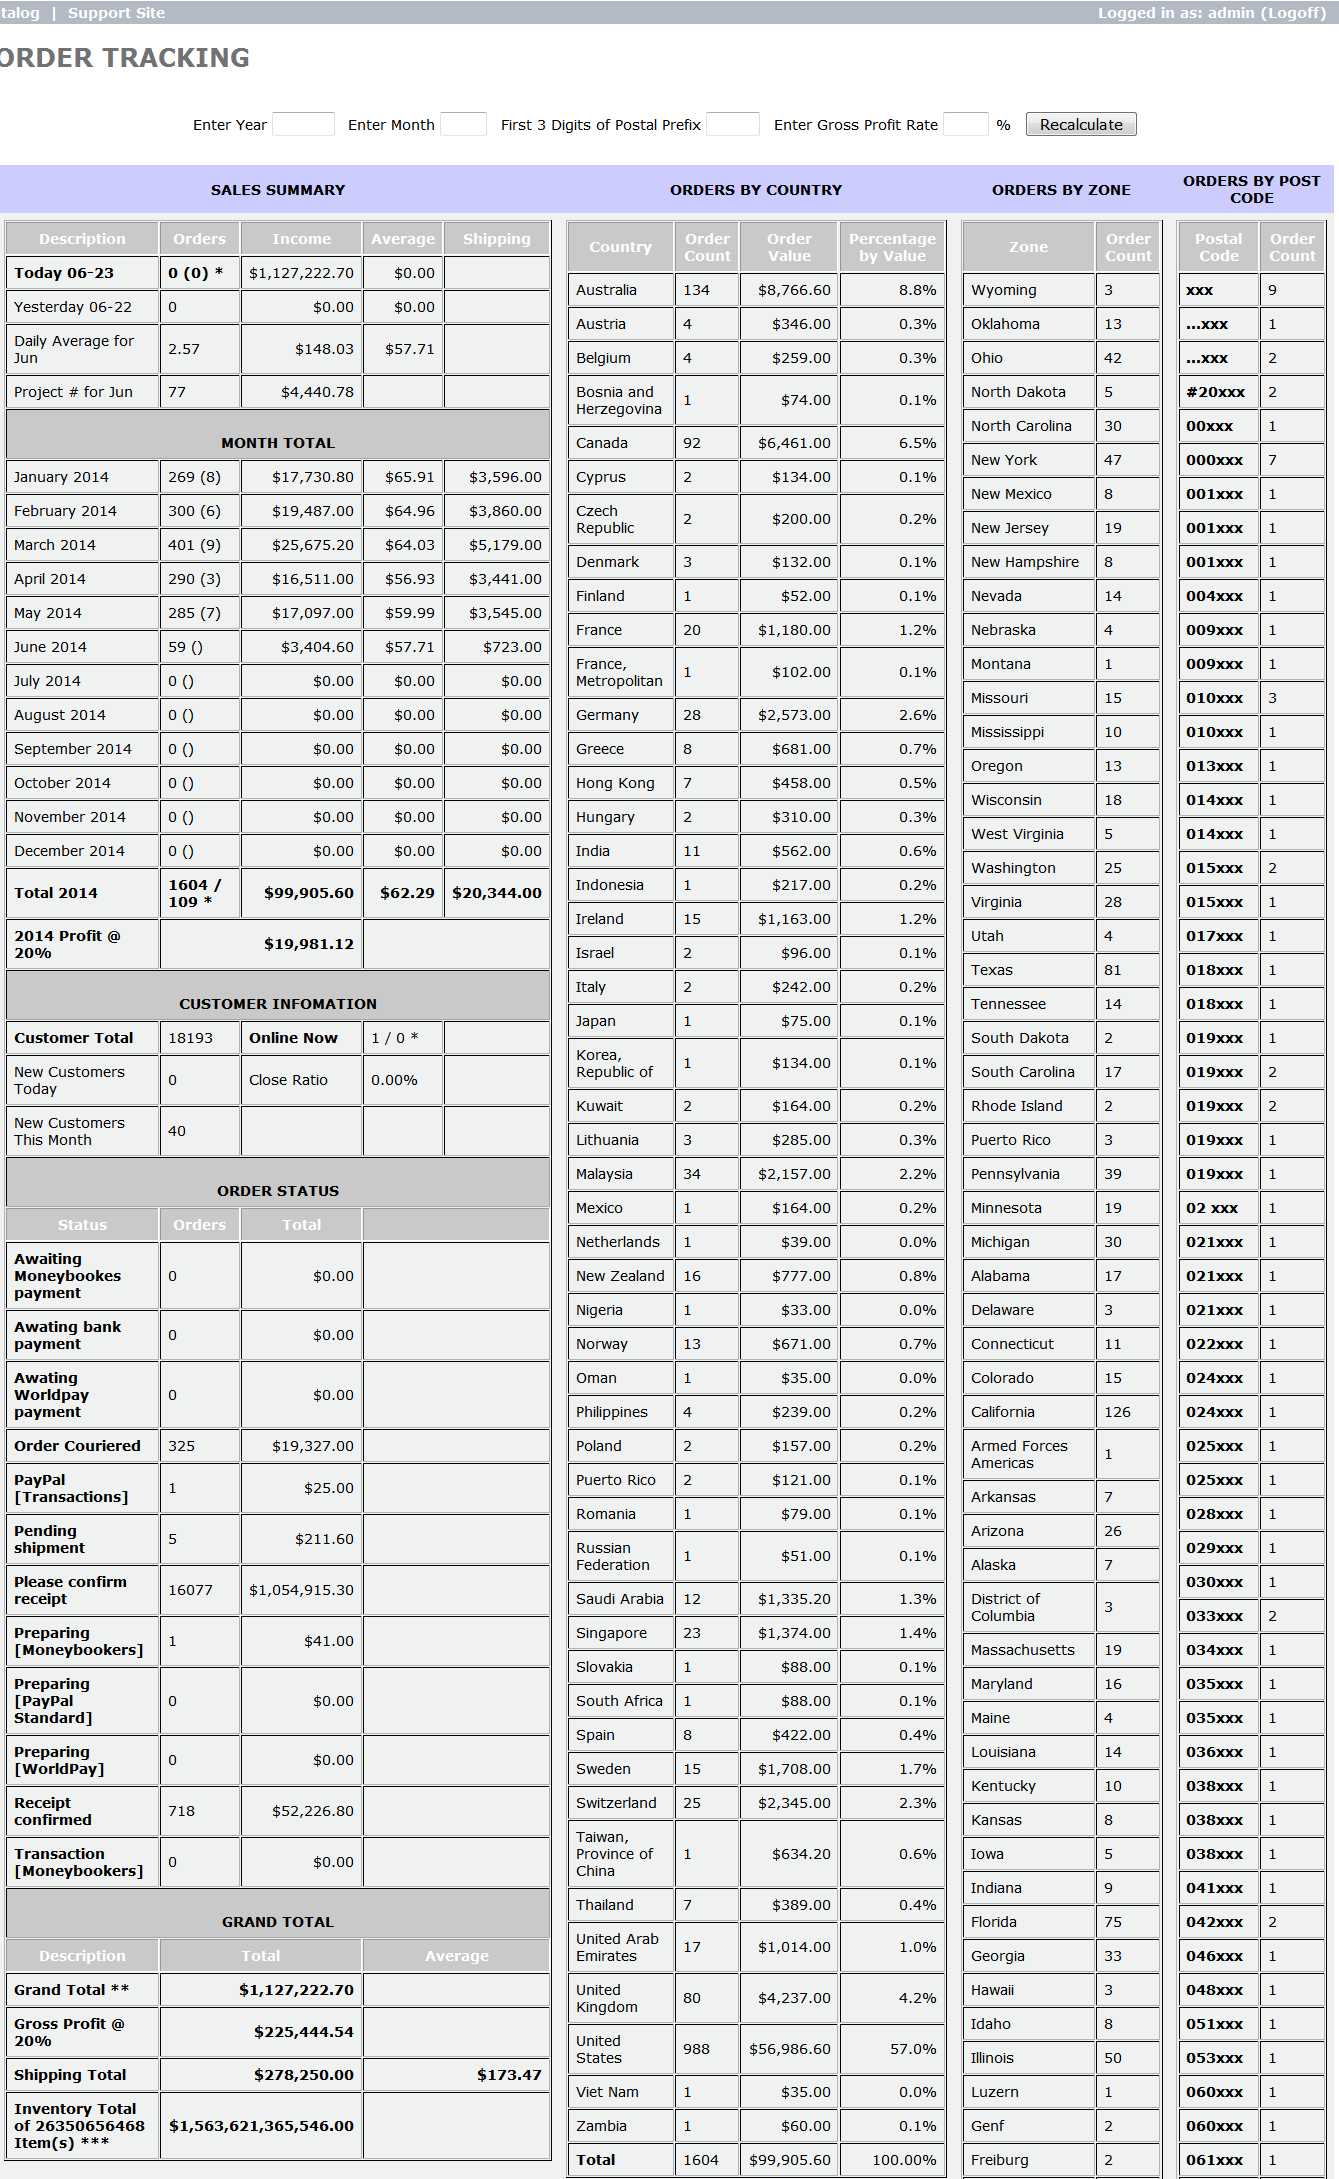 talog | Support Site
Logged in as: admin (Logoff)
ORDER TRACKING
Enter Year Enter Month First 3 Digits of Postal Prefix Enter Gross Profit Rate % Recalculate
SALES SUMMARY
Description Orders Income Average Shipping
Today 06-23 0 (0) * $1,127,222.70 $0.00
Yesterday 06-22 0 $0.00 $0.00
Daily Average for
Jun 2.57 $148.03 $57.71
Project # for Jun 77 $4,440.78
MONTH TOTAL
January 2014 269 (8) $17,730.80 $65.91 $3,596.00
February 2014 300 (6) $19,487.00 $64.96 $3,860.00
March 2014 401 (9) $25,675.20 $64.03 $5,179.00
April 2014 290 (3) $16,511.00 $56.93 $3,441.00
May 2014 285 (7) $17,097.00 $59.99 $3,545.00
June 2014 59 () $3,404.60 $57.71 $723.00
July 2014 0 () $0.00 $0.00 $0.00
August 2014 0 () $0.00 $0.00 $0.00
September 2014 0 () $0.00 $0.00 $0.00
October 2014 0 () $0.00 $0.00 $0.00
November 2014 0 () $0.00 $0.00 $0.00
December 2014 0 () $0.00 $0.00 $0.00
Total 2014 1604 /
109 * $99,905.60 $62.29 $20,344.00
2014 Profit @
20% $19,981.12
CUSTOMER INFOMATION
Customer Total 18193 Online Now 1 / 0 *
New Customers
Today 0 Close Ratio 0.00%
New Customers
This Month 40
ORDER STATUS
Status Orders Total
Awaiting
Moneybookes
payment 0 $0.00
Awating bank
payment 0 $0.00
Awating
Worldpay
payment 0 $0.00
Order Couriered 325 $19,327.00
PayPal
[Transactions] 1 $25.00
Pending
shipment 5 $211.60
Please confirm
receipt 16077 $1,054,915.30
Preparing
[Moneybookers] 1 $41.00
Preparing
[PayPal
Standard] 0 $0.00
Preparing
[WorldPay] 0 $0.00
Receipt
confirmed 718 $52,226.80
Transaction
[Moneybookers] 0 $0.00
GRAND TOTAL
Description Total Average
Grand Total ** $1,127,222.70
Gross Profit @
20% $225,444.54
Shipping Total $278,250.00 $173.47
Inventory Total
of 26350656468
Item(s) *** $1,563,621,365,546.00
ORDERS BY COUNTRY
Country Order
Count Order
Value Percentage
by Value
Australia 134 $8,766.60 8.8%
Austria 4 $346.00 0.3%
Belgium 4 $259.00 0.3%
Bosnia and
Herzegovina 1 $74.00 0.1%
Canada 92 $6,461.00 6.5%
Cyprus 2 $134.00 0.1%
Czech
Republic 2 $200.00 0.2%
Denmark 3 $132.00 0.1%
Finland 1 $52.00 0.1%
France 20 $1,180.00 1.2%
France,
Metropolitan 1 $102.00 0.1%
Germany 28 $2,573.00 2.6%
Greece 8 $681.00 0.7%
Hong Kong 7 $458.00 0.5%
Hungary 2 $310.00 0.3%
India 11 $562.00 0.6%
Indonesia 1 $217.00 0.2%
Ireland 15 $1,163.00 1.2%
Israel 2 $96.00 0.1%
Italy 2 $242.00 0.2%
Japan 1 $75.00 0.1%
Korea,
Republic of 1 $134.00 0.1%
Kuwait 2 $164.00 0.2%
Lithuania 3 $285.00 0.3%
Malaysia 34 $2,157.00 2.2%
Mexico 1 $164.00 0.2%
Netherlands 1 $39.00 0.0%
New Zealand 16 $777.00 0.8%
Nigeria 1 $33.00 0.0%
Norway 13 $671.00 0.7%
Oman 1 $35.00 0.0%
Philippines 4 $239.00 0.2%
Poland 2 $157.00 0.2%
Puerto Rico 2 $121.00 0.1%
Romania 1 $79.00 0.1%
Russian
Federation 1 $51.00 0.1%
Saudi Arabia 12 $1,335.20 1.3%
Singapore 23 $1,374.00 1.4%
Slovakia 1 $88.00 0.1%
South Africa 1 $88.00 0.1%
Spain 8 $422.00 0.4%
Sweden 15 $1,708.00 1.7%
Switzerland 25 $2,345.00 2.3%
Taiwan,
Province of
China 1 $634.20 0.6%
Thailand 7 $389.00 0.4%
United Arab
Emirates 17 $1,014.00 1.0%
United
Kingdom 80 $4,237.00 4.2%
United
States 988 $56,986.60 57.0%
Viet Nam 1 $35.00 0.0%
Zambia 1 $60.00 0.1%
Total 1604 $99,905.60 100.00%
ORDERS BY ZONE
Zone Order
Count
Wyoming 3
Oklahoma 13
Ohio 42
North Dakota 5
North Carolina 30
New York 47
New Mexico 8
New Jersey 19
New Hampshire 8
Nevada 14
Nebraska 4
Montana 1
Missouri 15
Mississippi 10
Oregon 13
Wisconsin 18
West Virginia 5
Washington 25
Virginia 28
Utah 4
Texas 81
Tennessee 14
South Dakota 2
South Carolina 17
Rhode Island 2
Puerto Rico 3
Pennsylvania 39
Minnesota 19
Michigan 30
Alabama 17
Delaware 3
Connecticut 11
Colorado 15
California 126
Armed Forces
Americas 1
Arkansas 7
Arizona 26
Alaska 7
District of
Columbia 3
Massachusetts 19
Maryland 16
Maine 4
Louisiana 14
Kentucky 10
Kansas 8
Iowa 5
Indiana 9
Florida 75
Georgia 33
Hawaii 3
Idaho 8
Illinois 50
Luzern 1
Genf 2
Freiburg 2
ORDERS BY POST
CODE
Postal
Code Order
Count
xxx 9
...xxx 1
...xxx 2
#20xxx 2
00xxx 1
000xxx 7
001xxx 1
001xxx 1
001xxx 1
004xxx 1
009xxx 1
009xxx 1
010xxx 3
010xxx 1
013xxx 1
014xxx 1
014xxx 1
015xxx 2
015xxx 1
017xxx 1
018xxx 1
018xxx 1
019xxx 1
019xxx 2
019xxx 2
019xxx 1
019xxx 1
02 xxx 1
021xxx 1
021xxx 1
021xxx 1
022xxx 1
024xxx 1
024xxx 1
025xxx 1
025xxx 1
028xxx 1
029xxx 1
030xxx 1
033xxx 2
034xxx 1
035xxx 1
035xxx 1
036xxx 1
038xxx 1
038xxx 1
038xxx 1
041xxx 1
042xxx 2
046xxx 1
048xxx 1
051xxx 1
053xxx 1
060xxx 1
060xxx 1
061xxx 1